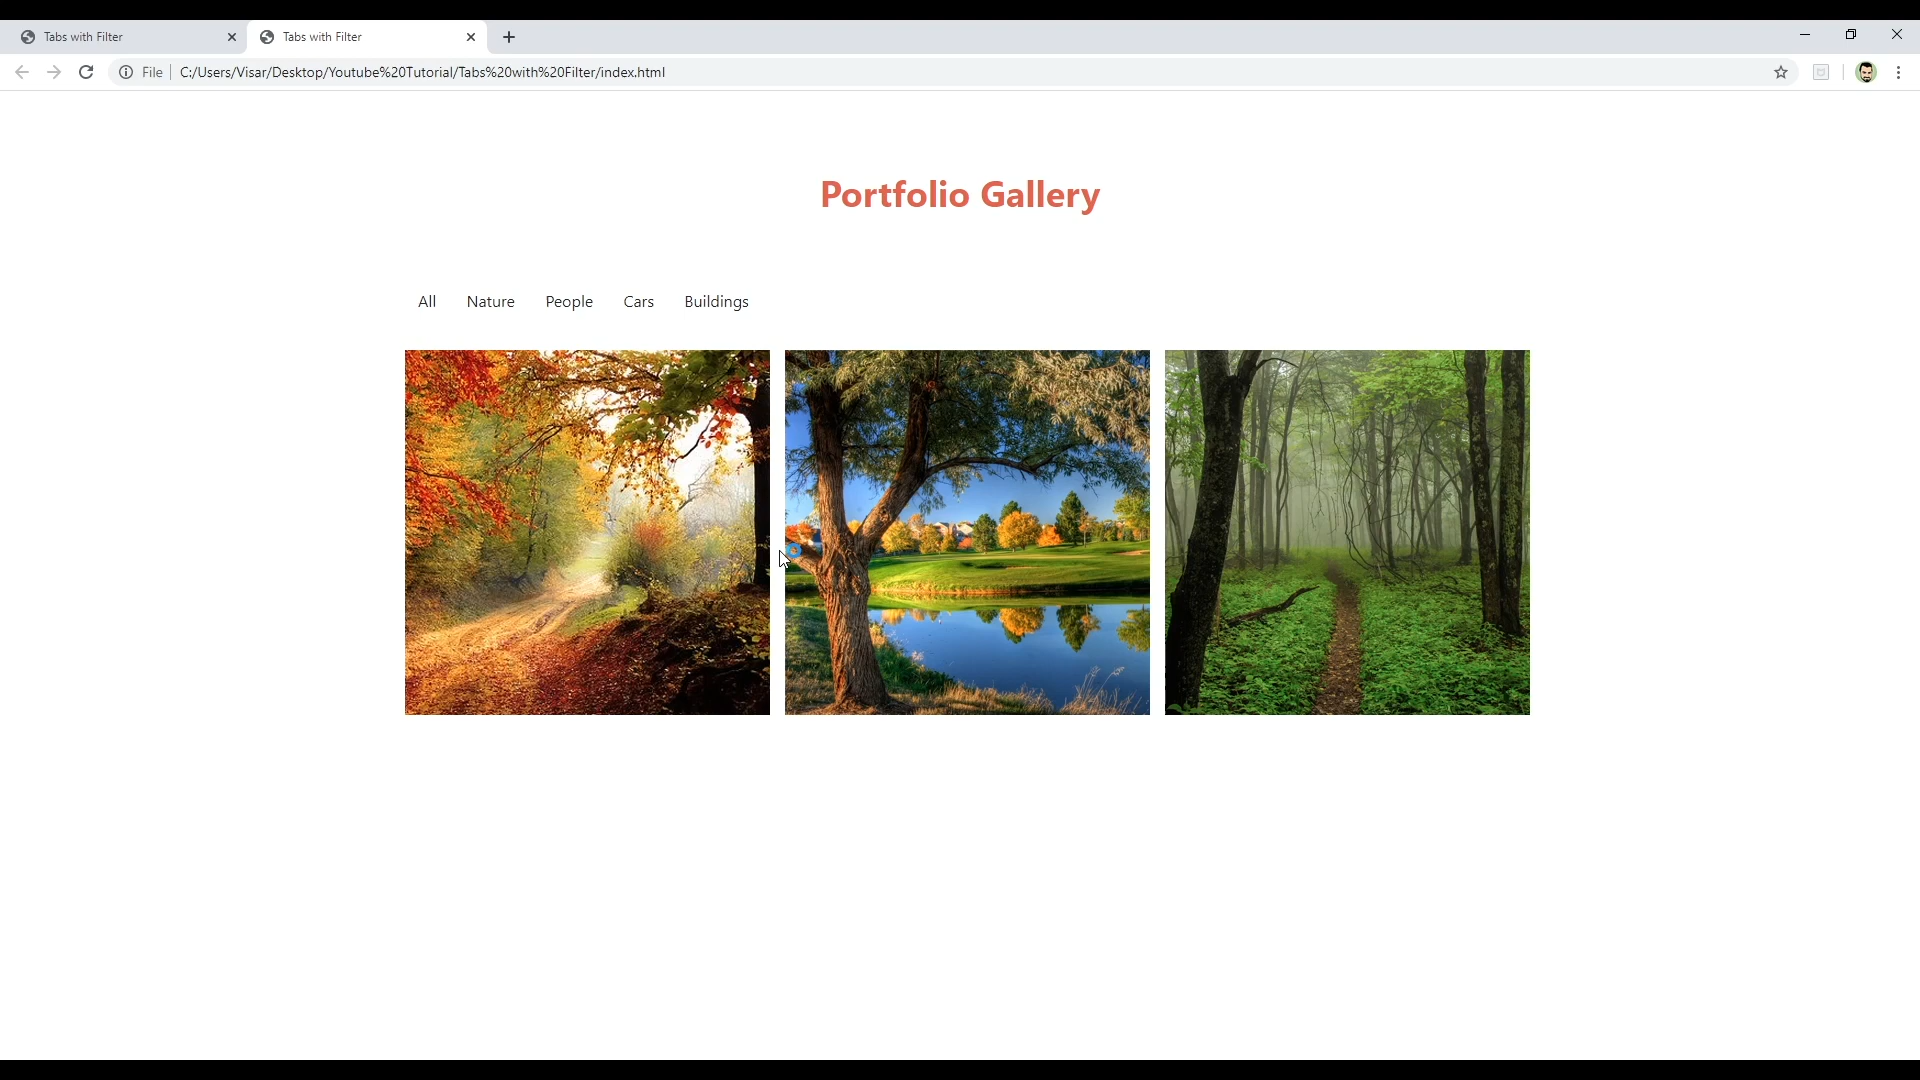 Tabs with Filter
Tabs with Filter
File C:/Users/Visar/Desktop/Youtube%20Tutorial/Tabs%20with%20Filter/index.html
Portfolio Gallery
All Nature People Cars Buildings